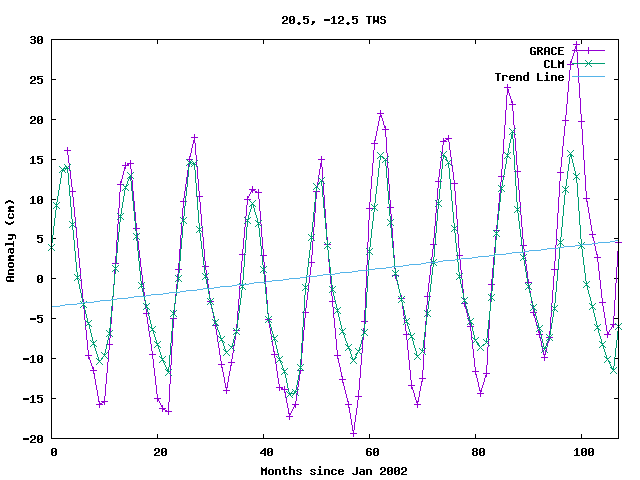 20.5, -12.5 TWS
30
25
20
15
10
5
0
-5
-10
-15
-20
Anomaly (cm)
GRACE
CLM
Trend Line
0 20 40 60 80 100
Months since Jan 2002